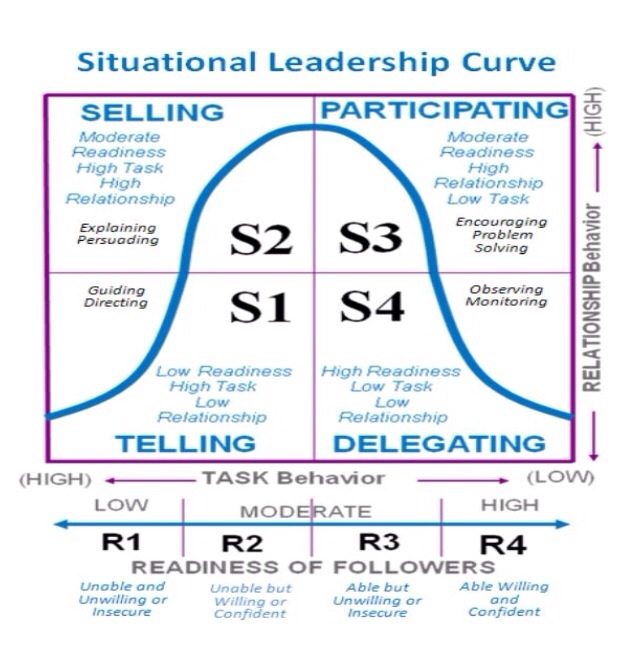 Situational Leadership Curve
SELLING
Moderate
Readiness
High Task
High
Relationship
Explaining
Persuading
S2
PARTICIPATING
Moderate
Readiness
High
Relationship
Low Task
Encouraging
Problem
Solving
S3
Guiding
Directing
S1
Low Readiness
High Task
Low
Relationship
TELLING
Observing
Monitoring
S4
High Readiness
Low Task
Low
Relationship
DELEGATING
(HIGH)
RELATIONSHIP Behavior
(HIGH)
TASK Behavior
(LOW)
LOW
MODERATE
HIGH
R1
R2
R3
R4
READINESS OF FOLLOWERS
Unable and
Unwilling or
Insecure
Unable but
Willing or
Confident
Able but
Unwilling or
Insecure
Able Willing
and
Confident